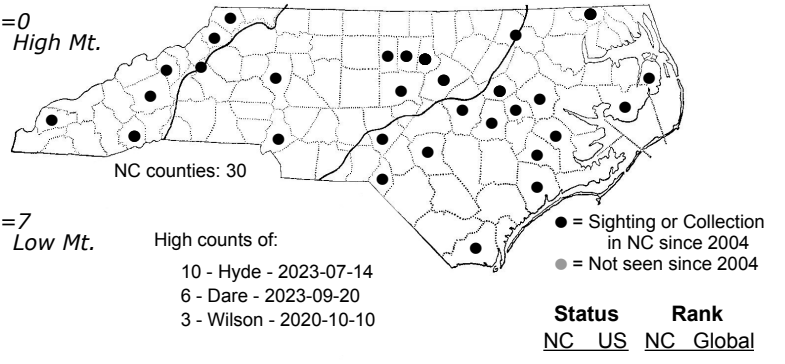 =0
High Mt.
NC counties: 30
=7
Low Mt.
High counts of:
10 - Hyde - 2023-07-14
6 - Dare - 2023-09-20
3 - Wilson - 2020-10-10
● = Sighting or Collection
in NC since 2004
● = Not seen since 2004
Status Rank
NC US NC Global